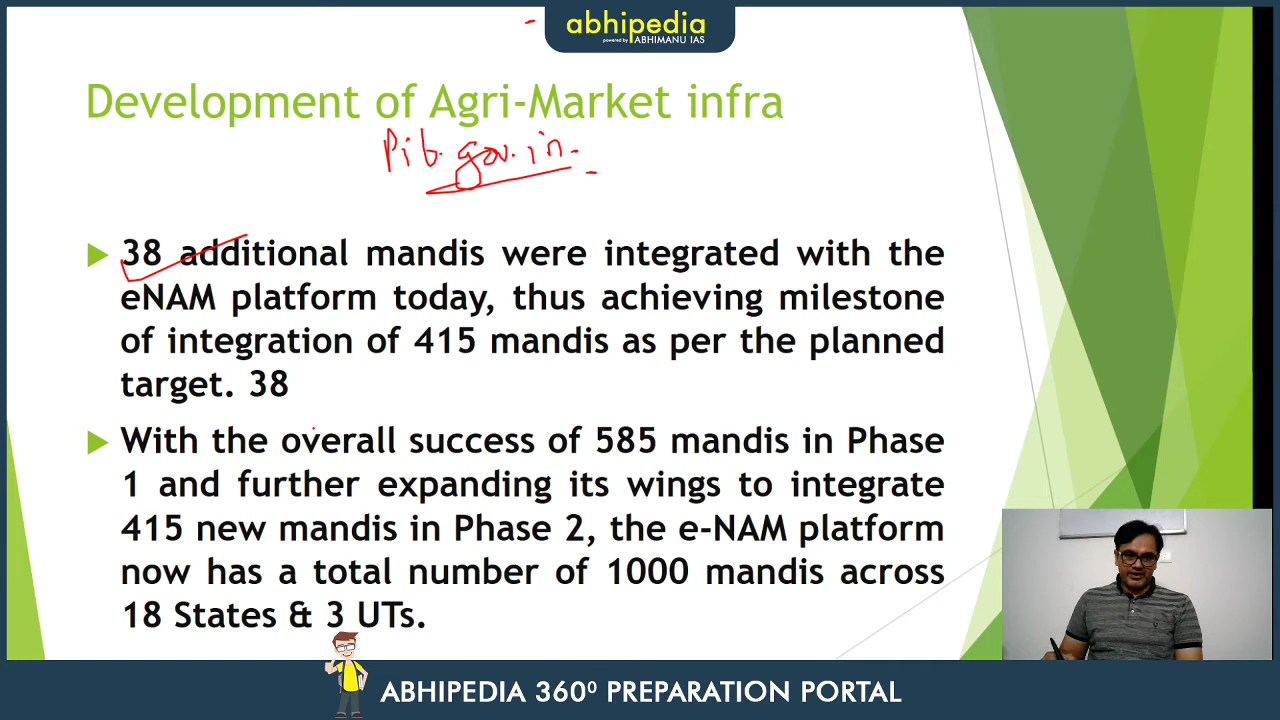 abhipedia
powered by ABHIMANU IAS
Development of Agri-Market infra
Pib.gov.in.
38 additional mandis were integrated with the
eNAM platform today, thus achieving milestone
of integration of 415 mandis as per the planned
target. 38
With the overall success of 585 mandis in Phase
1 and further expanding its wings to integrate
415 new mandis in Phase 2, the e-NAM platform
now has a total number of 1000 mandis across
18 States & 3 UTs.
ABHIPEDIA 360⁰ PREPARATION PORTAL